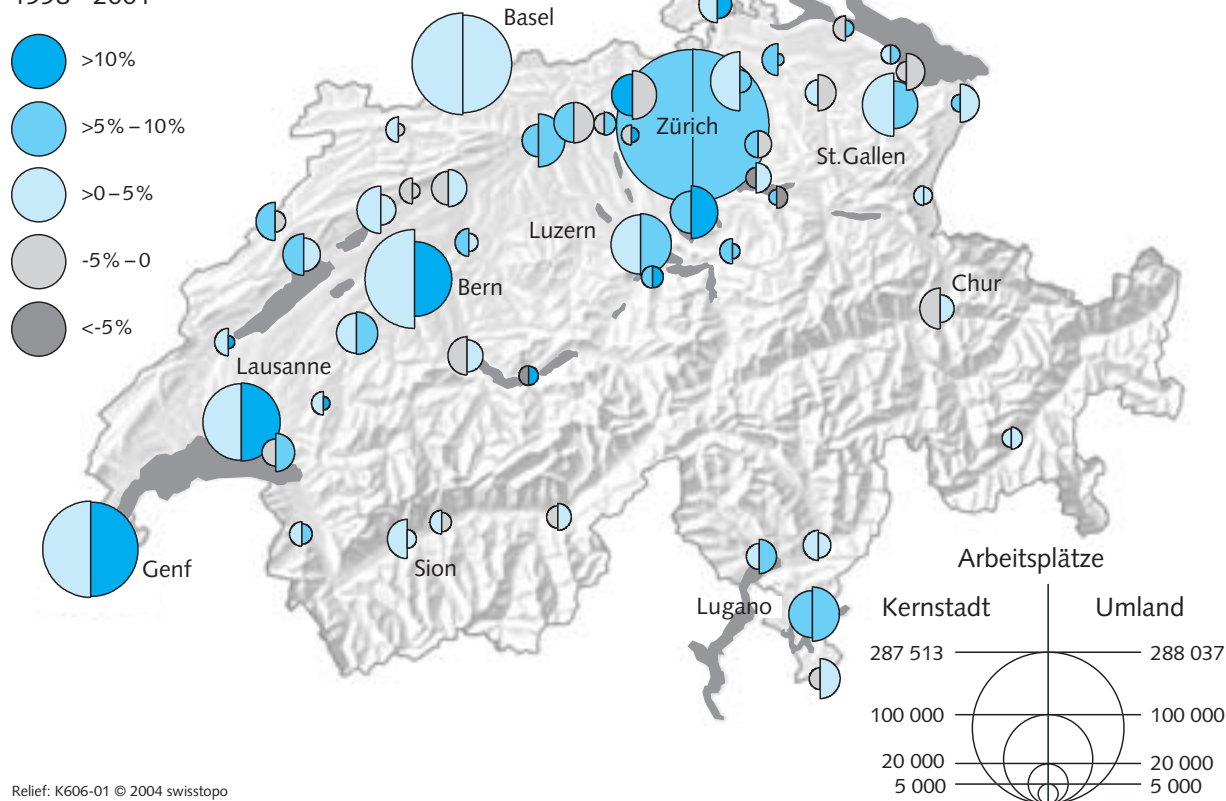 1998 – 2001
>10%
>5% – 10%
>0 – 5%
-5% – 0
<-5%
Basel
Zürich
St.Gallen
Luzern
Bern
Chur
Lausanne
Genf
Sion
Lugano
Arbeitsplätze
Kernstadt Umland
287 513 288 037
100 000 100 000
20 000 20 000
5 000 5 000
Relief: K606-01 © 2004 swisstopo